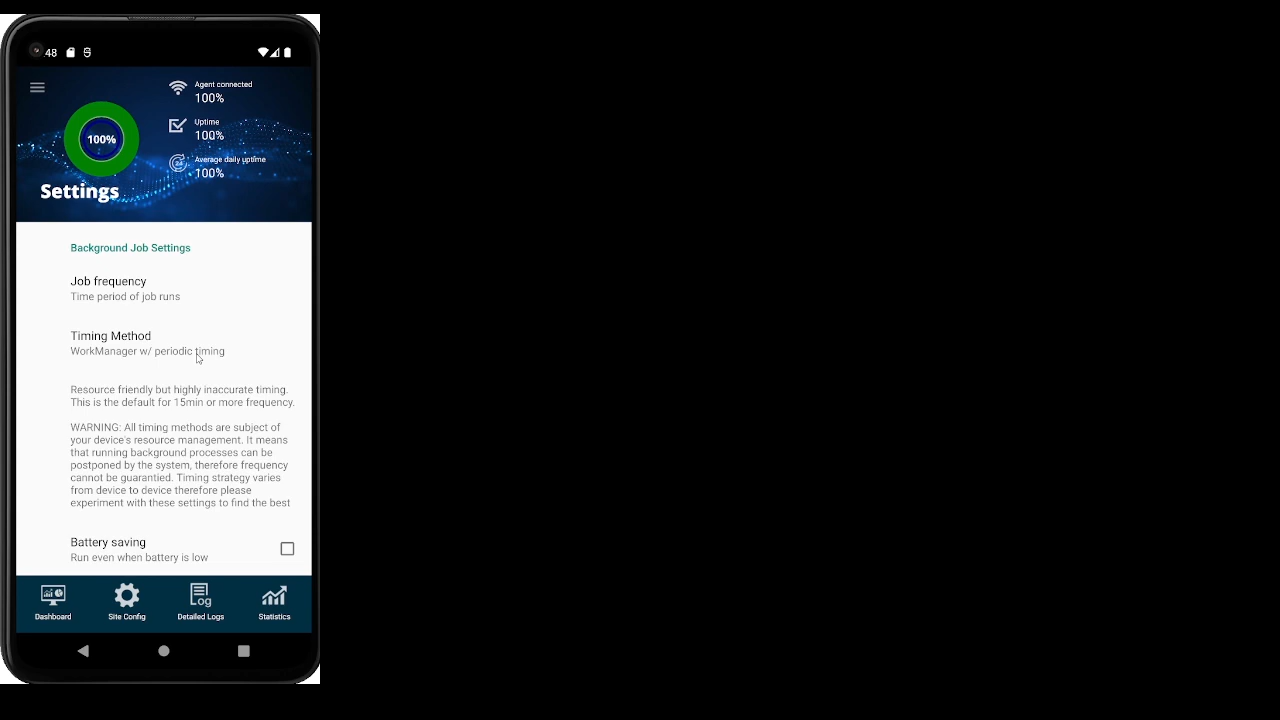 :48
Agent connected
100%
Uptime
100%
Average daily uptime
100%
100%
Settings
Background Job Settings
Job frequency
Time period of job runs
Timing Method
WorkManager w/ periodic timing
Resource friendly but highly inaccurate timing.
This is the default for 15min or more frequency.
WARNING: All timing methods are subject of
your device's resource management. It means
that running background processes can be
postponed by the system, therefore frequency
cannot be guarantied. Timing strategy varies
from device to device therefore please
experiment with these settings to find the best
Battery saving
Run even when battery is low
Dashboard
Site Config
Detailed Logs
Statistics